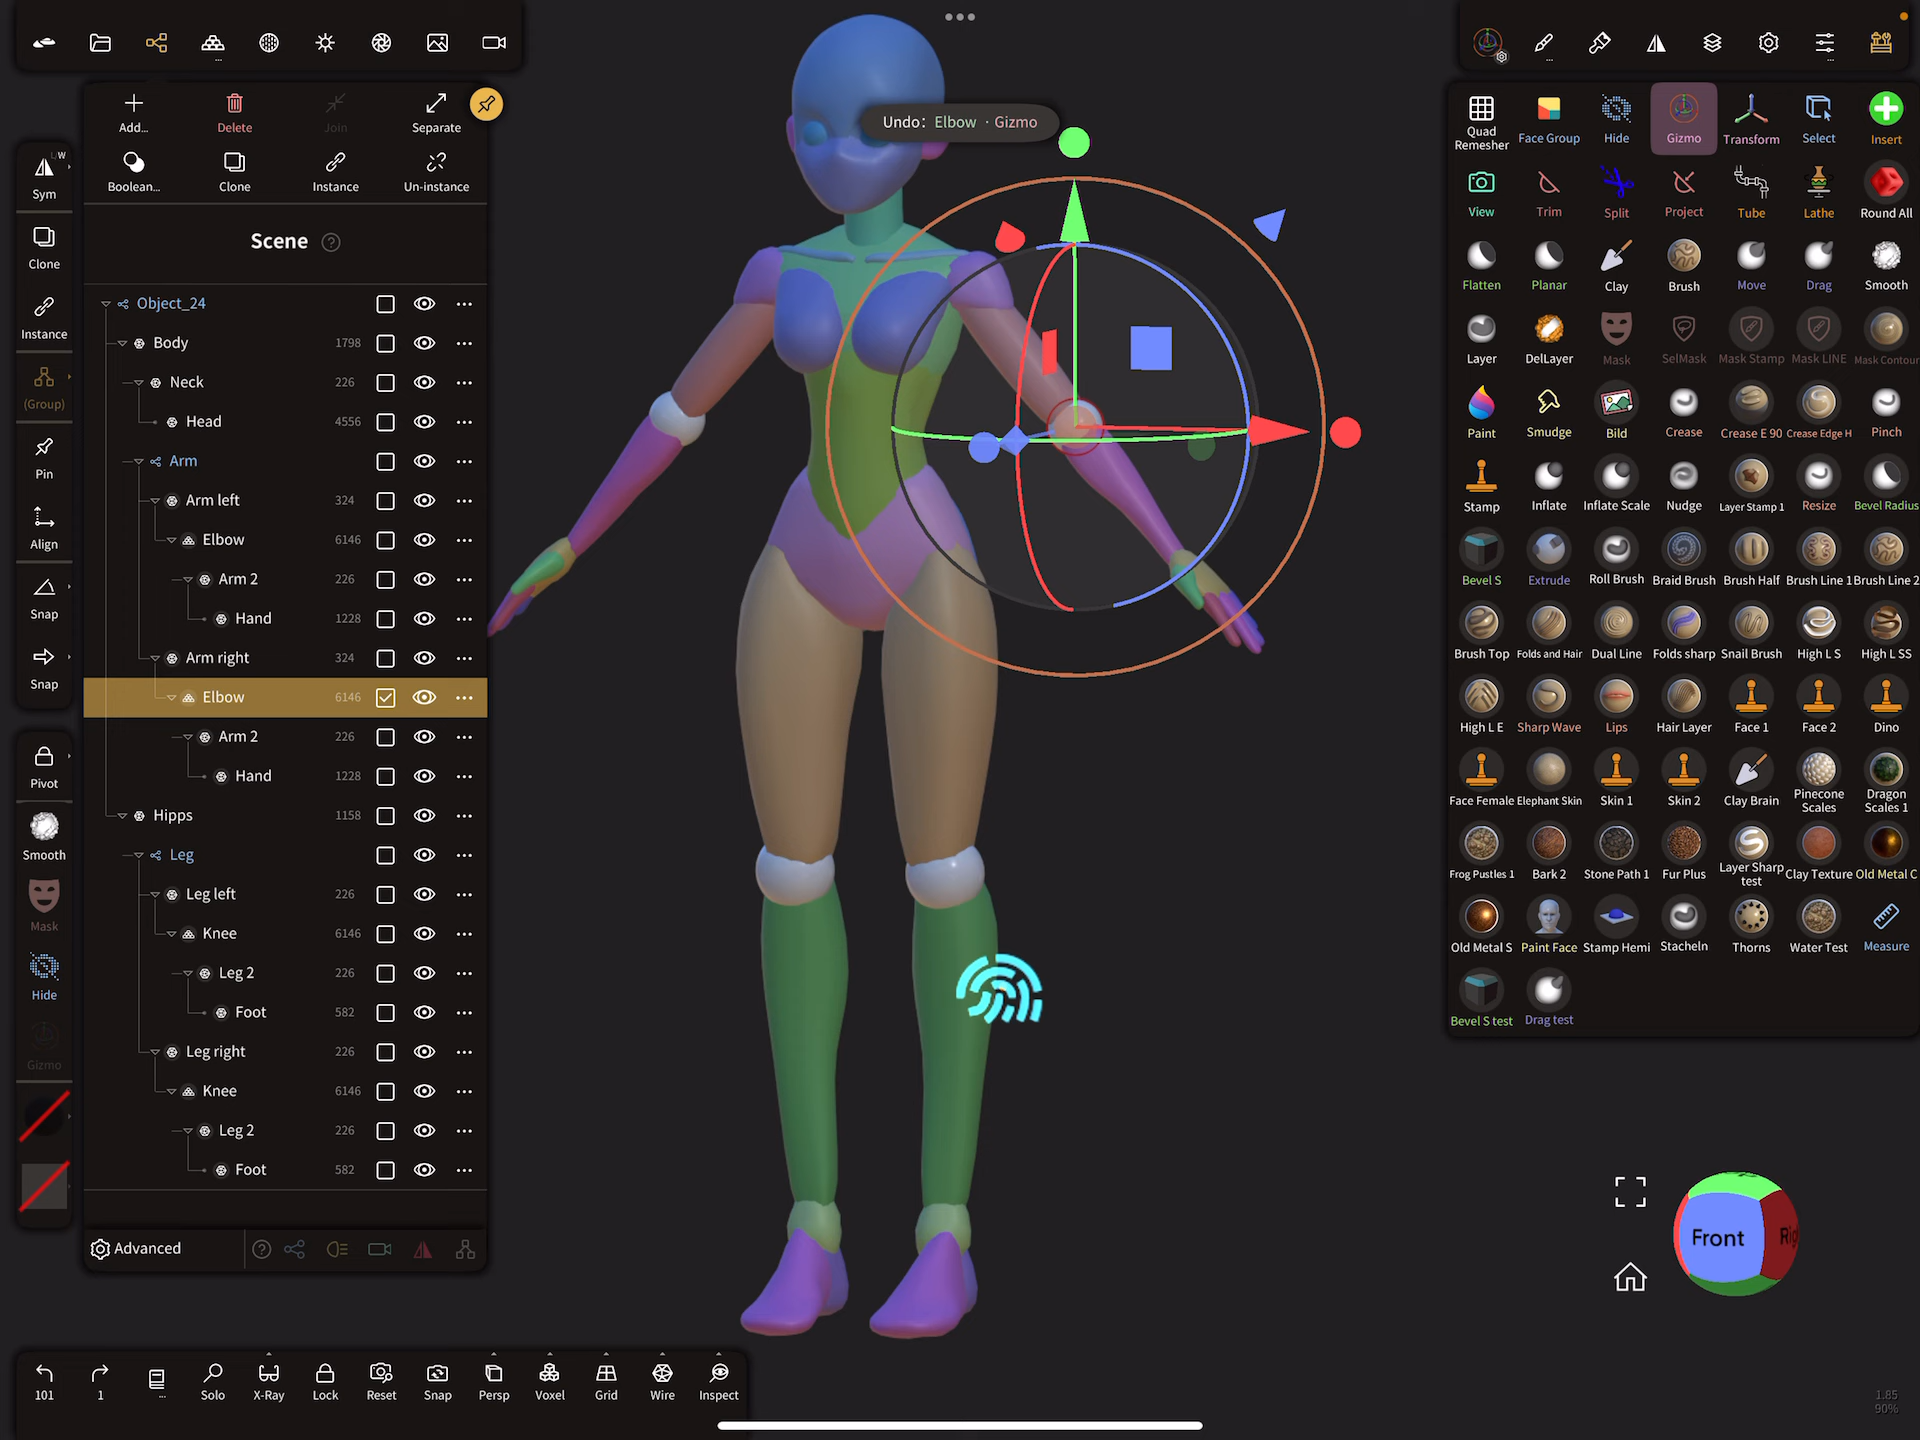 Add...
Delete
Join
Separate
Boolean...
Clone
Instance
Un-instance
Undo: Elbow · Gizmo
L/W
Sym
Clone
Instance
(Group)
Pin
Align
Snap
Snap
Pivot
Smooth
Mask
Hide
Gizmo
Scene ?
Object_24
Body 1798
Neck 226
Head 4556
Arm
Arm left 324
Elbow 6146
Arm 2 226
Hand 1228
Arm right 324
Elbow 6146
Arm 2 226
Hand 1228
Hipps 1158
Leg
Leg left 226
Knee 6146
Leg 2 226
Foot 582
Leg right 226
Knee 6146
Leg 2 226
Foot 582
Advanced ?
Quad Remesher
Face Group
Hide
Gizmo
Transform
Select
Insert
View
Trim
Split
Project
Tube
Lathe
Round All
Flatten
Planar
Clay
Brush
Move
Drag
Smooth
Layer
DelLayer
Mask
SelMask
Mask Stamp
Mask LINE
Mask Contour
Paint
Smudge
Bild
Crease
Crease E 90
Crease Edge H
Pinch
Stamp
Inflate
Inflate Scale
Nudge
Layer Stamp 1
Resize
Bevel Radius
Bevel S
Extrude
Roll Brush
Braid Brush
Brush Half
Brush Line 1
Brush Line 2
Brush Top
Folds and Hair
Dual Line
Folds sharp
Snail Brush
High L S
High L SS
High L E
Sharp Wave
Lips
Hair Layer
Face 1
Face 2
Dino
Face Female
Elephant Skin
Skin 1
Skin 2
Clay Brain
Pinecone Scales
Dragon Scales 1
Frog Pustles 1
Bark 2
Stone Path 1
Fur Plus
Layer Sharp test
Clay Texture
Old Metal C
Old Metal S
Paint Face
Stamp Hemi
Stacheln
Thorns
Water Test
Measure
Bevel S test
Drag test
Front
Rig
101
1
Solo
X-Ray
Lock
Reset
Snap
Persp
Voxel
Grid
Wire
Inspect
1.85
90%